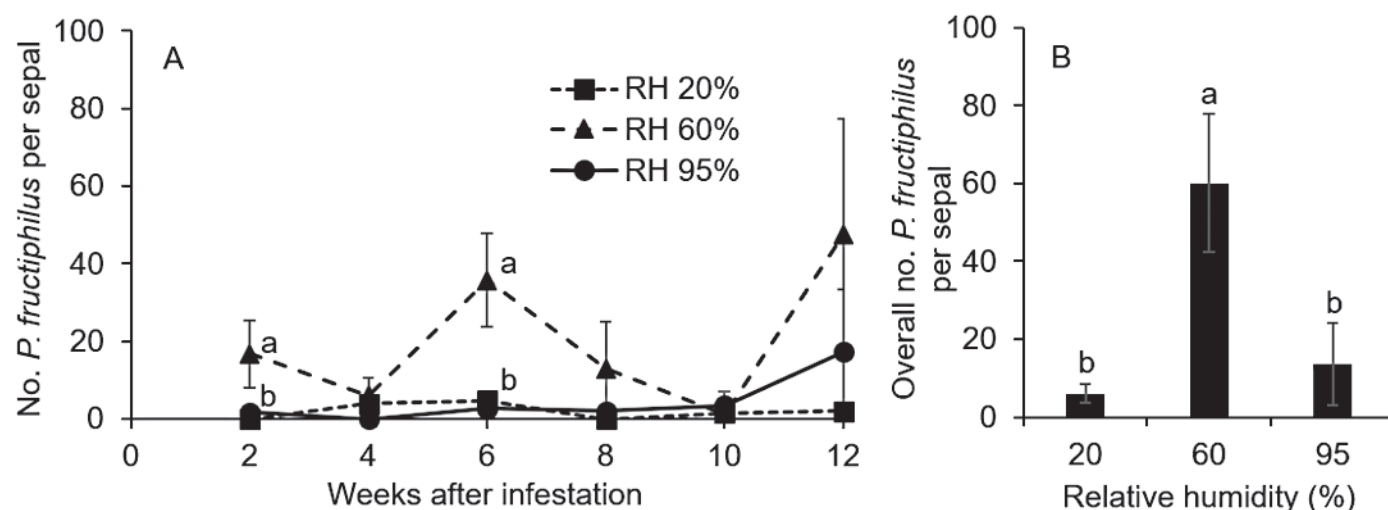 No. P. fructiphilus per sepal
100
80
60
40
20
0
A
RH 20%
RH 60%
RH 95%
a
b
a
b
0 2 4 6 8 10 12
Weeks after infestation
Overall no. P. fructiphilus
per sepal
100
80
60
40
20
0
B
b
a
b
20 60 95
Relative humidity (%)